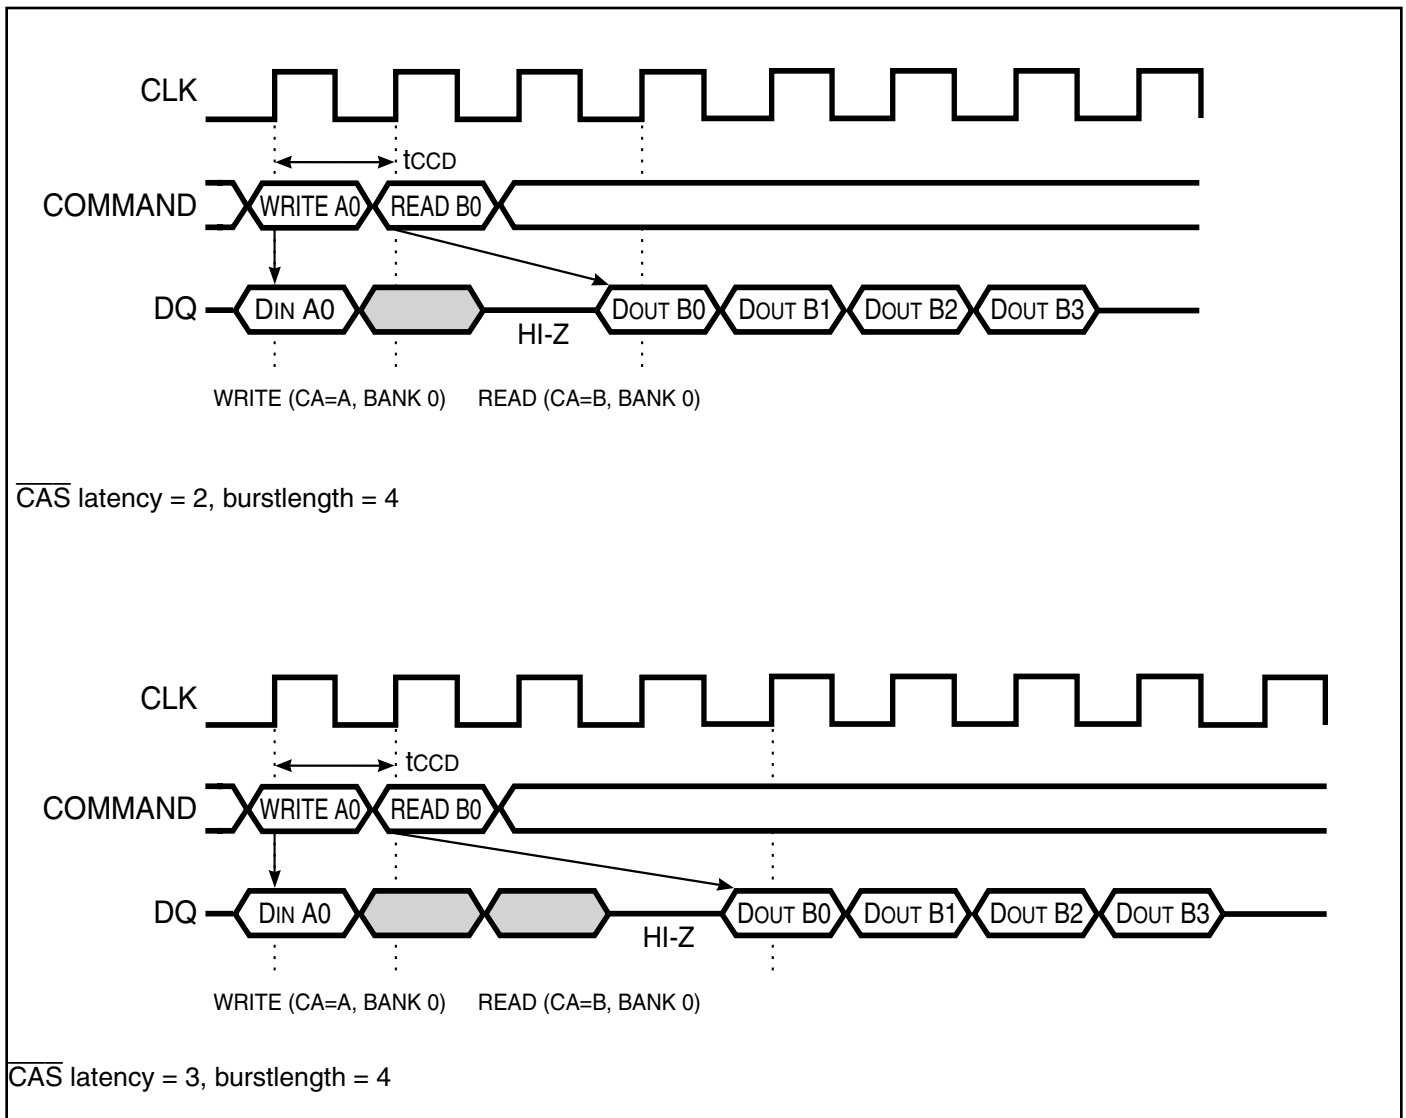 CLK
tCCD
COMMAND WRITE A0 READ B0
DQ DIN A0 DOUT B0 DOUT B1 DOUT B2 DOUT B3
HI-Z
WRITE (CA=A, BANK 0) READ (CA=B, BANK 0)
CAS latency = 2, burstlength = 4
CLK
tCCD
COMMAND WRITE A0 READ B0
DQ DIN A0 DOUT B0 DOUT B1 DOUT B2 DOUT B3
HI-Z
WRITE (CA=A, BANK 0) READ (CA=B, BANK 0)
CAS latency = 3, burstlength = 4